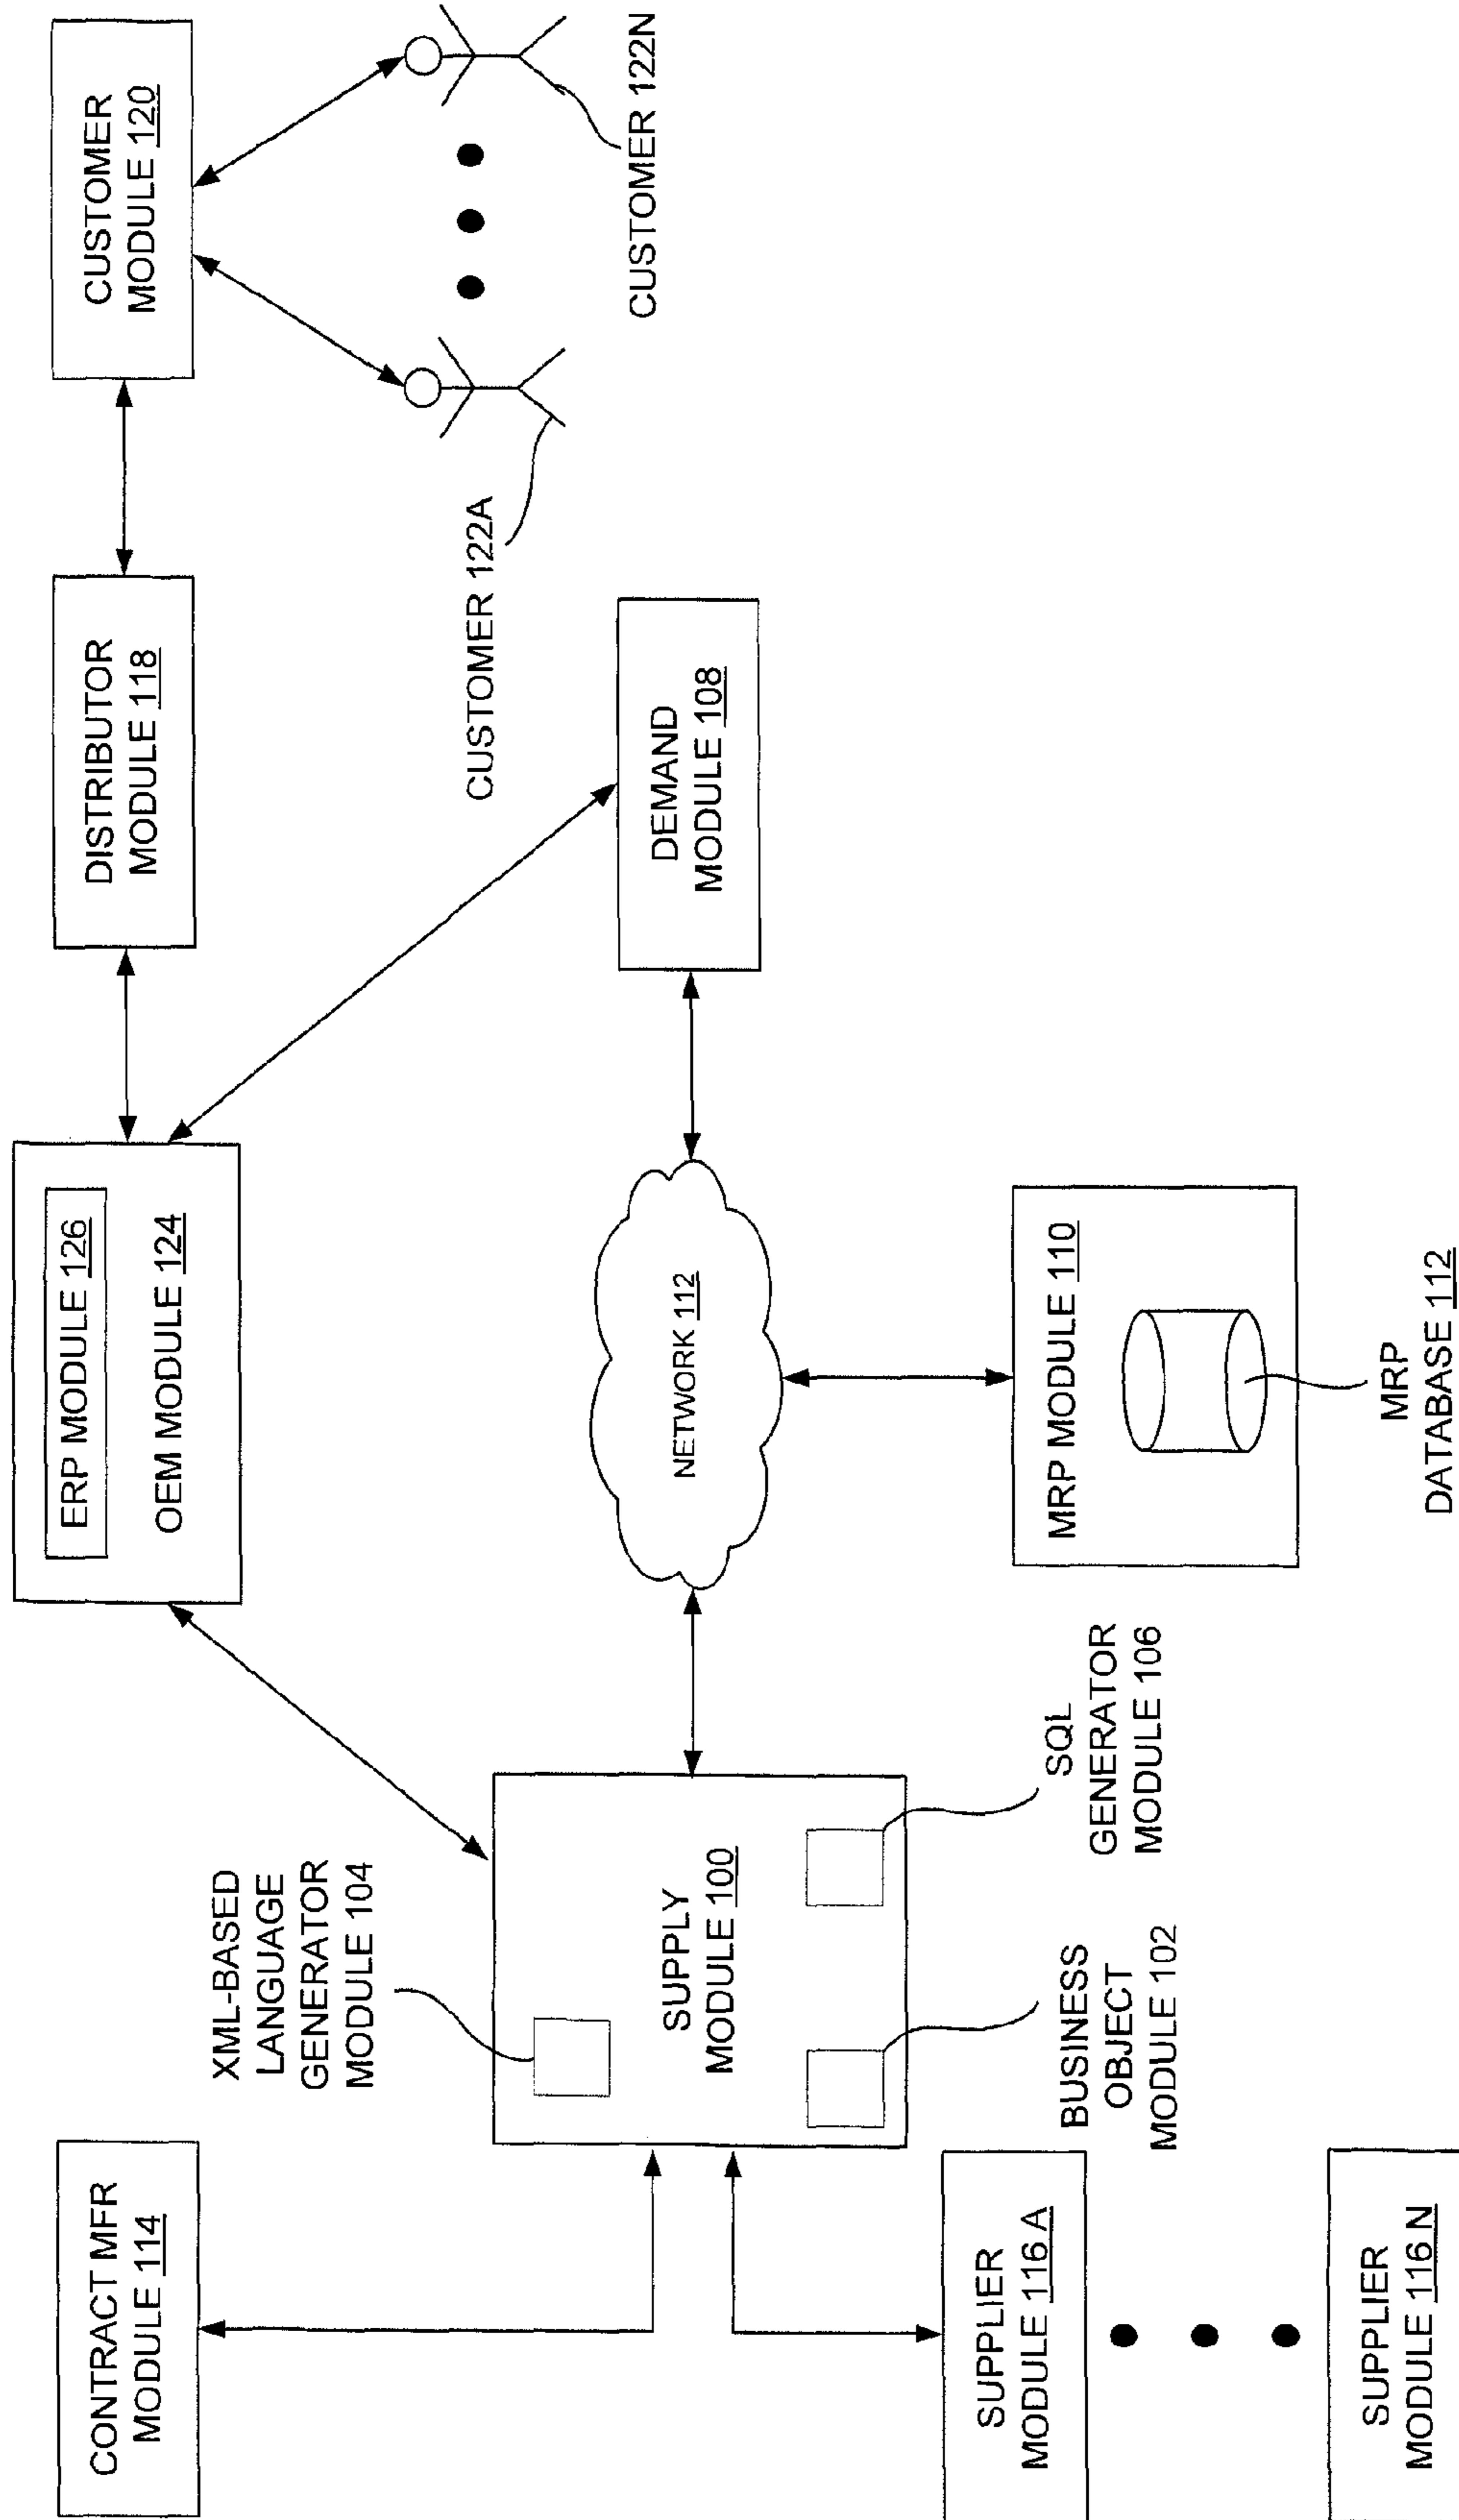 CONTRACT MFR
MODULE 114
XML-BASED
LANGUAGE
GENERATOR
MODULE 104
ERP MODULE 126
OEM MODULE 124
DISTRIBUTOR
MODULE 118
CUSTOMER
MODULE 120
CUSTOMER 122A
CUSTOMER 122N
SUPPLY
MODULE 100
NETWORK 112
DEMAND
MODULE 108
SUPPLIER
MODULE 116 A
BUSINESS
OBJECT
MODULE 102
SQL
GENERATOR
MODULE 106
MRP MODULE 110
MRP
DATABASE 112
SUPPLIER
MODULE 116 N